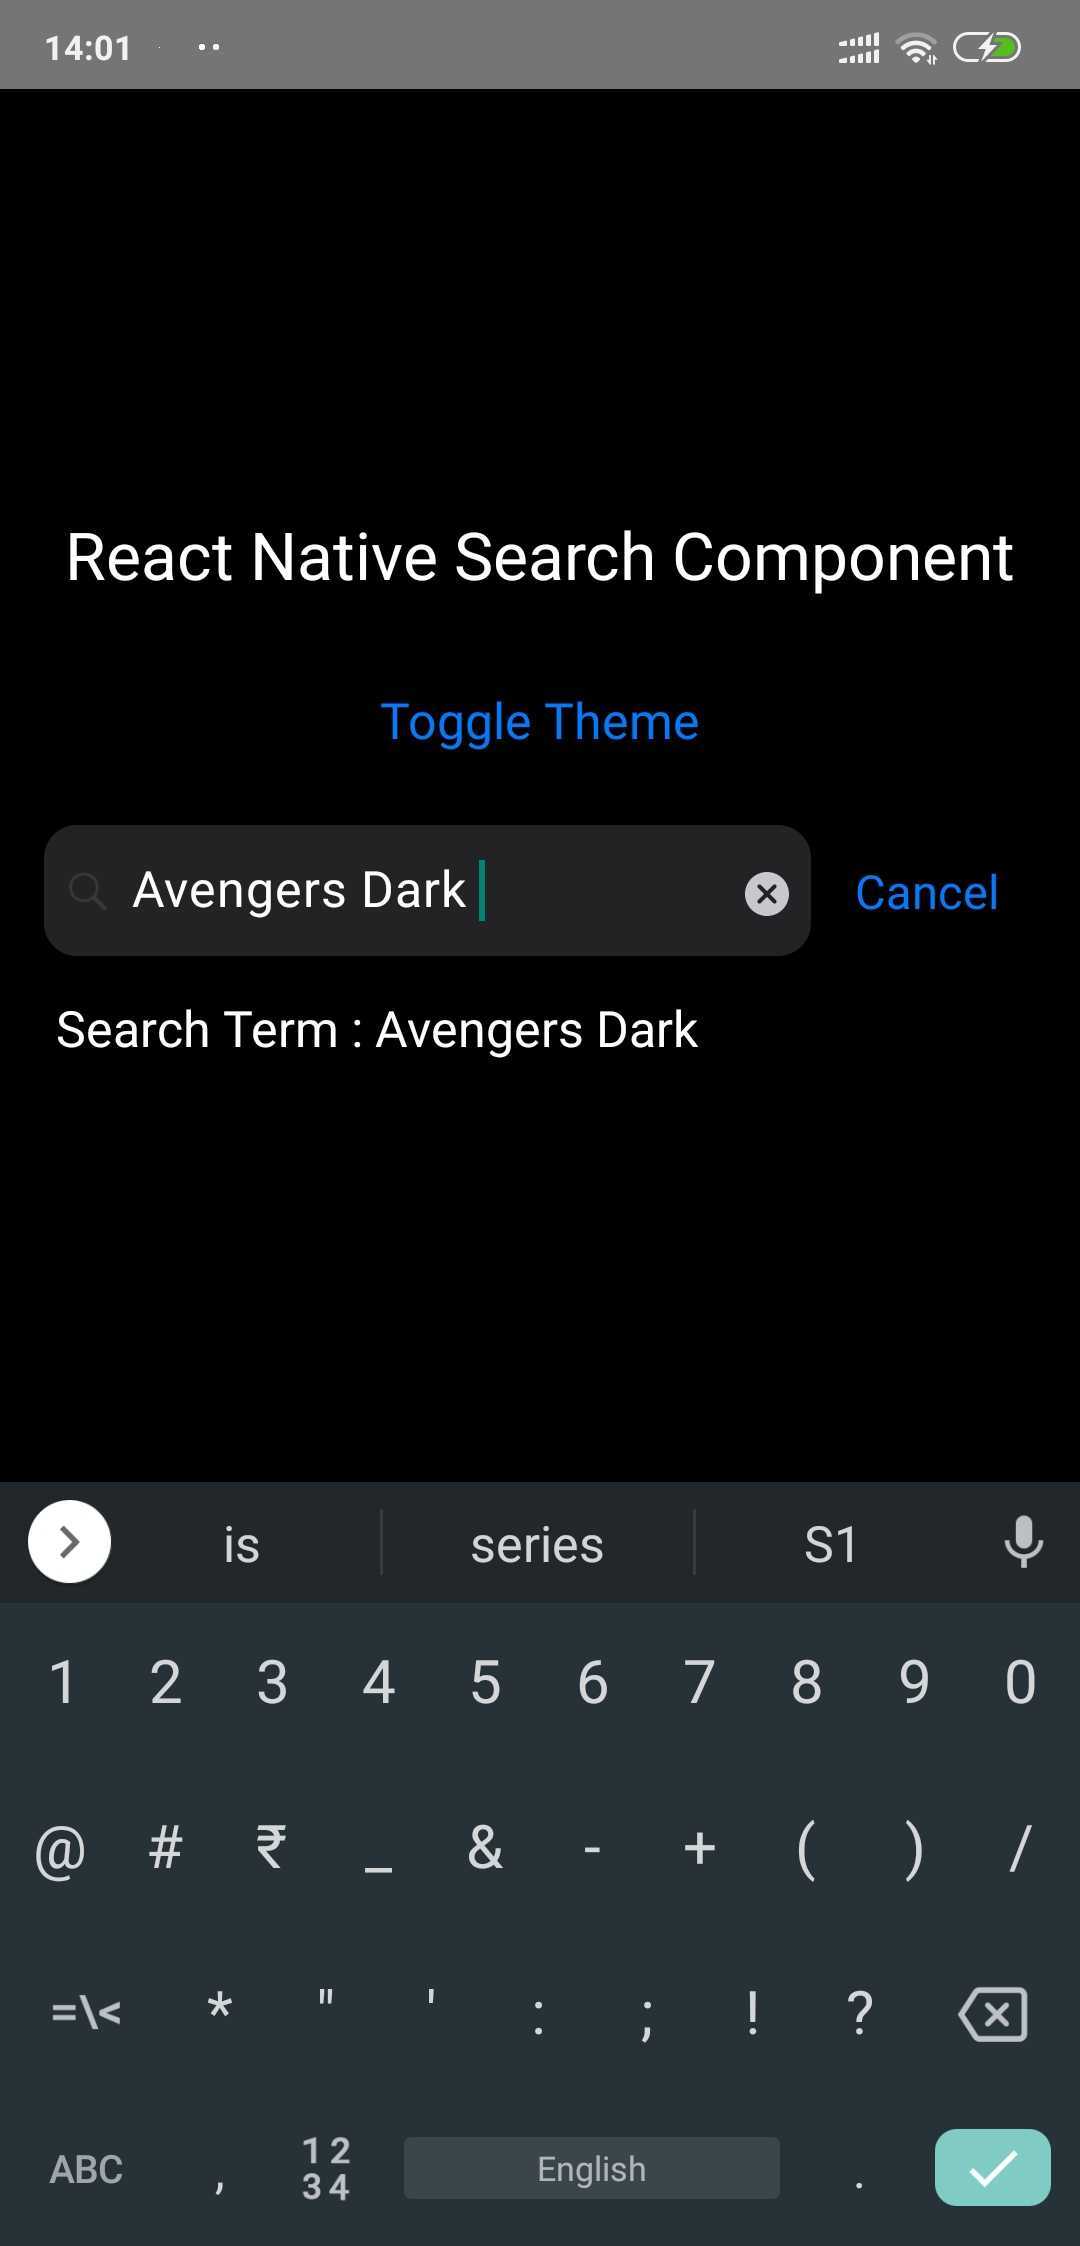 14:01
React Native Search Component
Toggle Theme
Avengers Dark
Cancel
Search Term : Avengers Dark
is series S1
1 2 3 4 5 6 7 8 9 0
@ # ₹ _ & - + ( ) /
=\< * " ' : ; ! ?
ABC , 12 34 English .